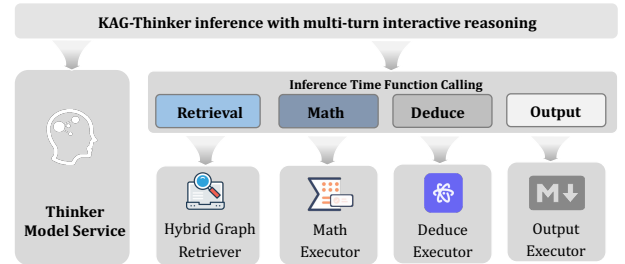 KAG-Thinker inference with multi-turn interactive reasoning
Inference Time Function Calling
Retrieval
Math
Deduce
Output
Thinker
Model Service
Hybrid Graph
Retriever
Math
Executor
Deduce
Executor
M
Output
Executor